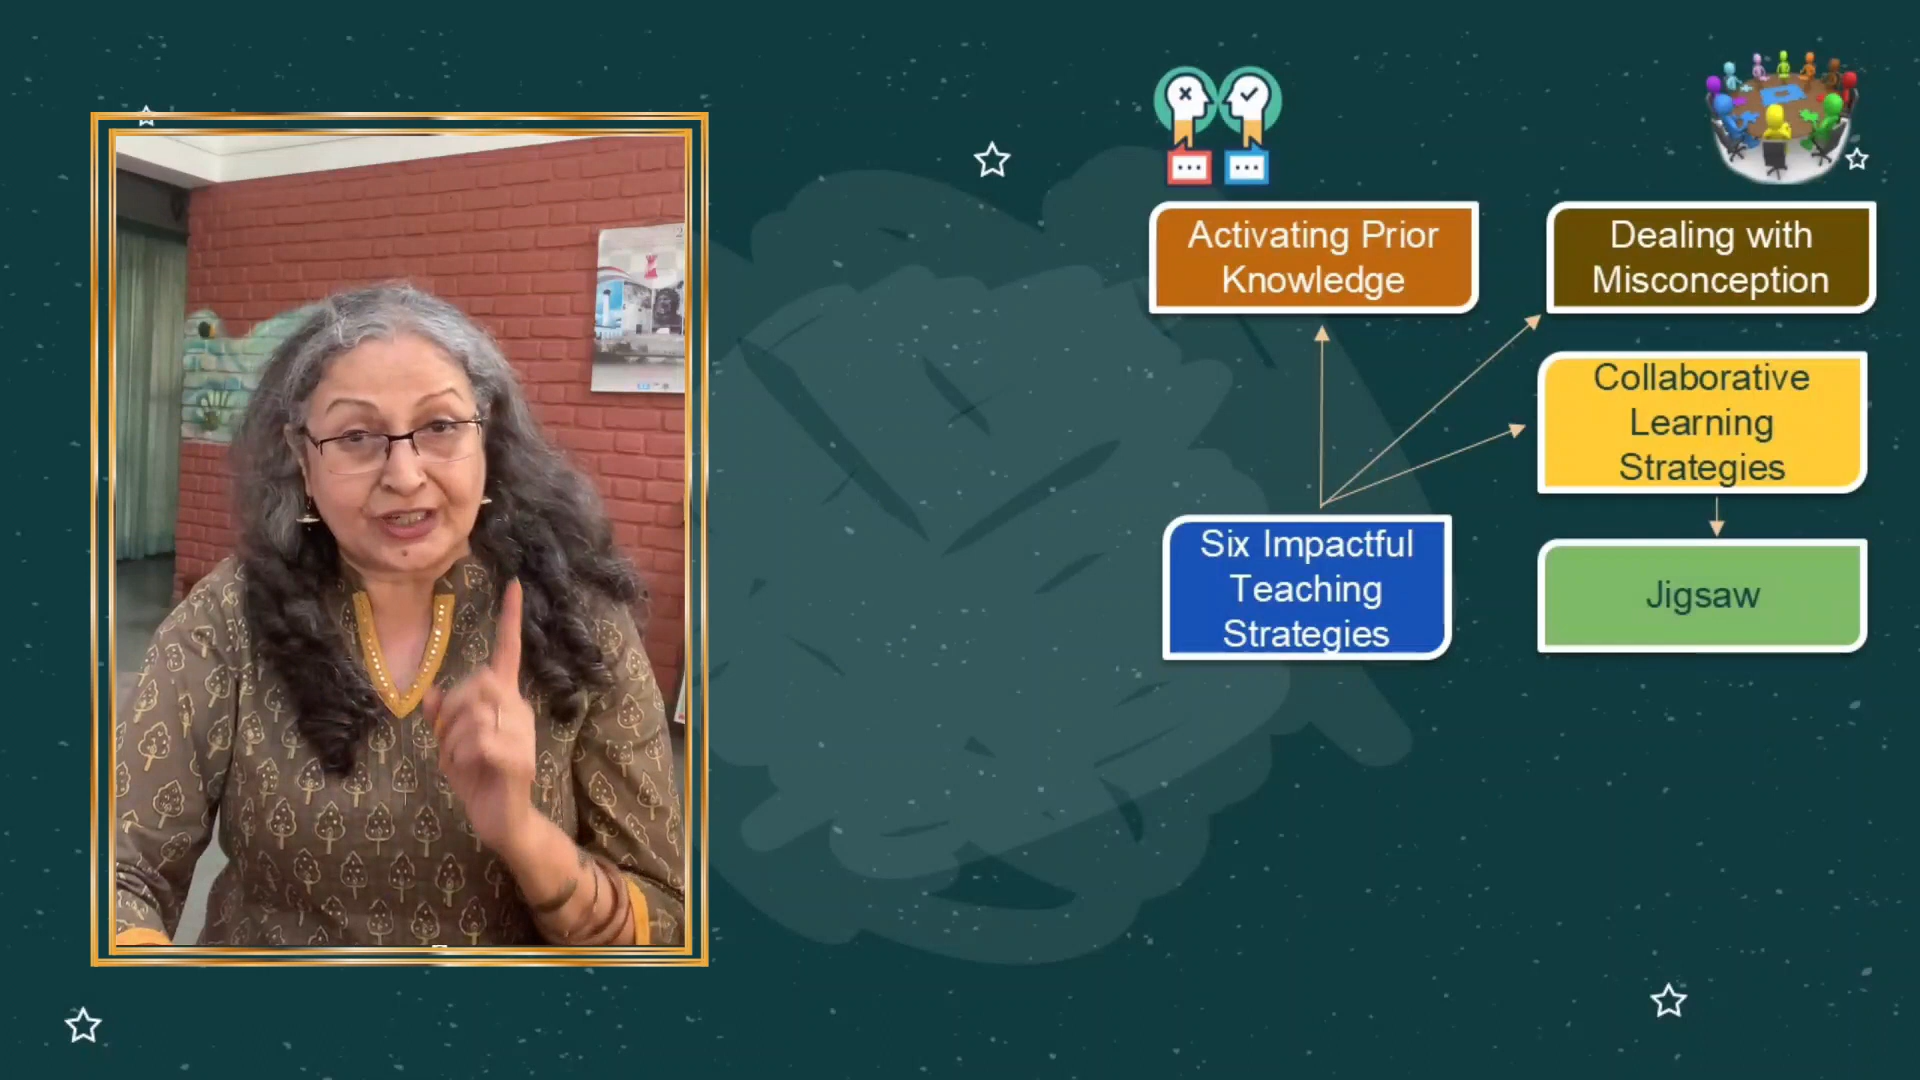 Activating Prior
Knowledge
Dealing with
Misconception
Collaborative
Learning
Strategies
Six Impactful
Teaching
Strategies
Jigsaw